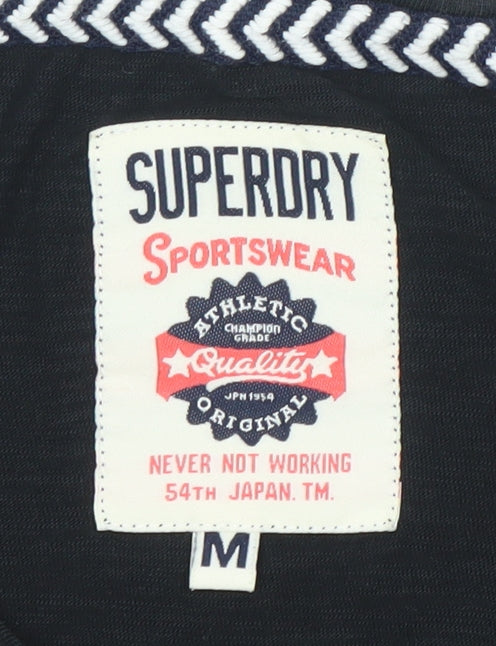 SUPERDRY
SPORTSWEAR
ATHLETIC
CHAMPION
GRADE
Quality
JPN 1954
ORIGINAL
NEVER NOT WORKING
54TH JAPAN. TM.
M